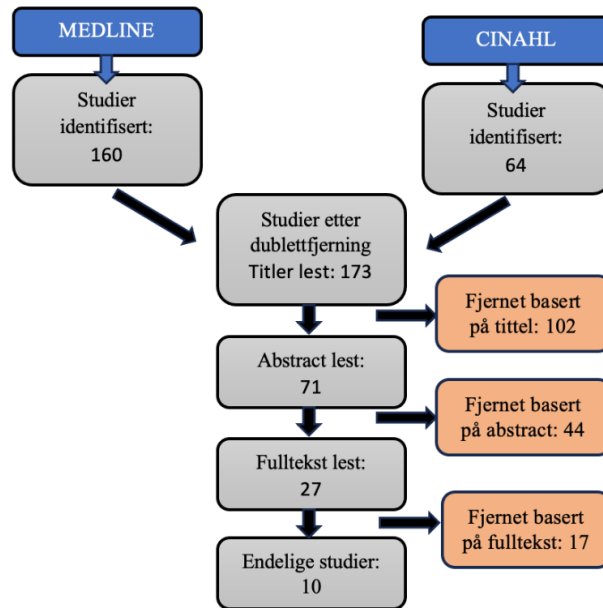 MEDLINE
CINAHL
Studier
identifisert:
160
Studier
identifisert:
64
Studier etter
dublettfjerning
Titler lest: 173
Fjernet basert
på tittel: 102
Abstract lest:
71
Fjernet basert
på abstract: 44
Fulltekst lest:
27
Fjernet basert
på fulltekst: 17
Endelige studier:
10